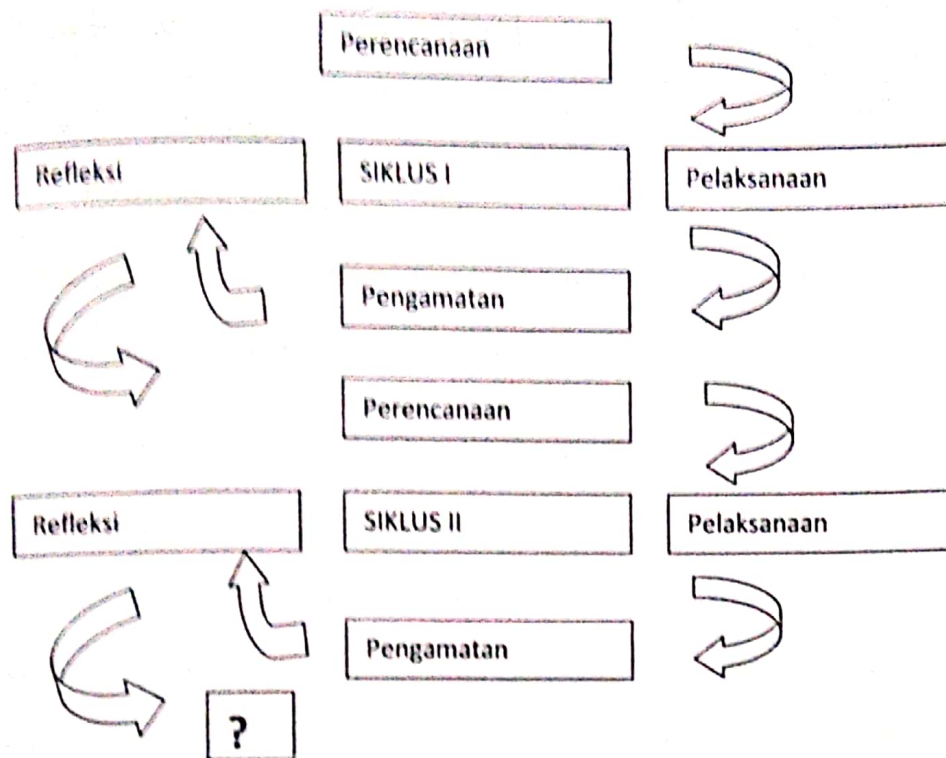 Perencanaan
Refleksi
SIKLUS I
Pelaksanaan
Pengamatan
Perencanaan
Refleksi
SIKLUS II
Pelaksanaan
Pengamatan
?